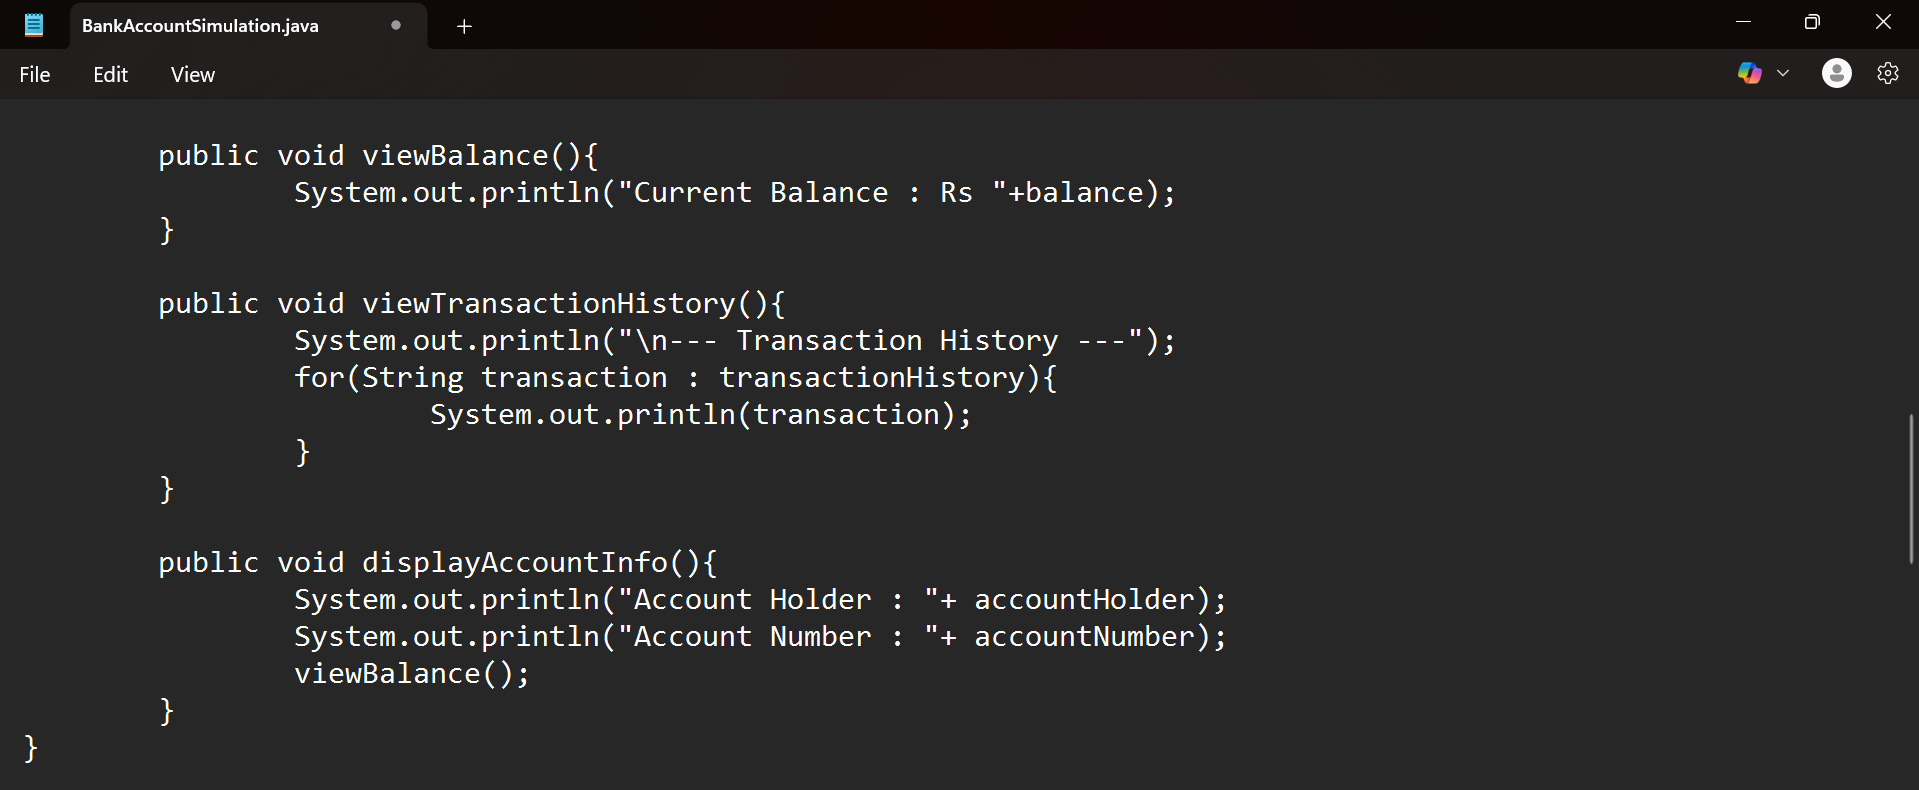 BankAccountSimulation.java
File Edit View
public void viewBalance(){
System.out.println("Current Balance : Rs "+balance);
}
public void viewTransactionHistory(){
System.out.println("\n--- Transaction History ---");
for(String transaction : transactionHistory){
System.out.println(transaction);
}
}
public void displayAccountInfo(){
System.out.println("Account Holder : "+ accountHolder);
System.out.println("Account Number : "+ accountNumber);
viewBalance();
}
}